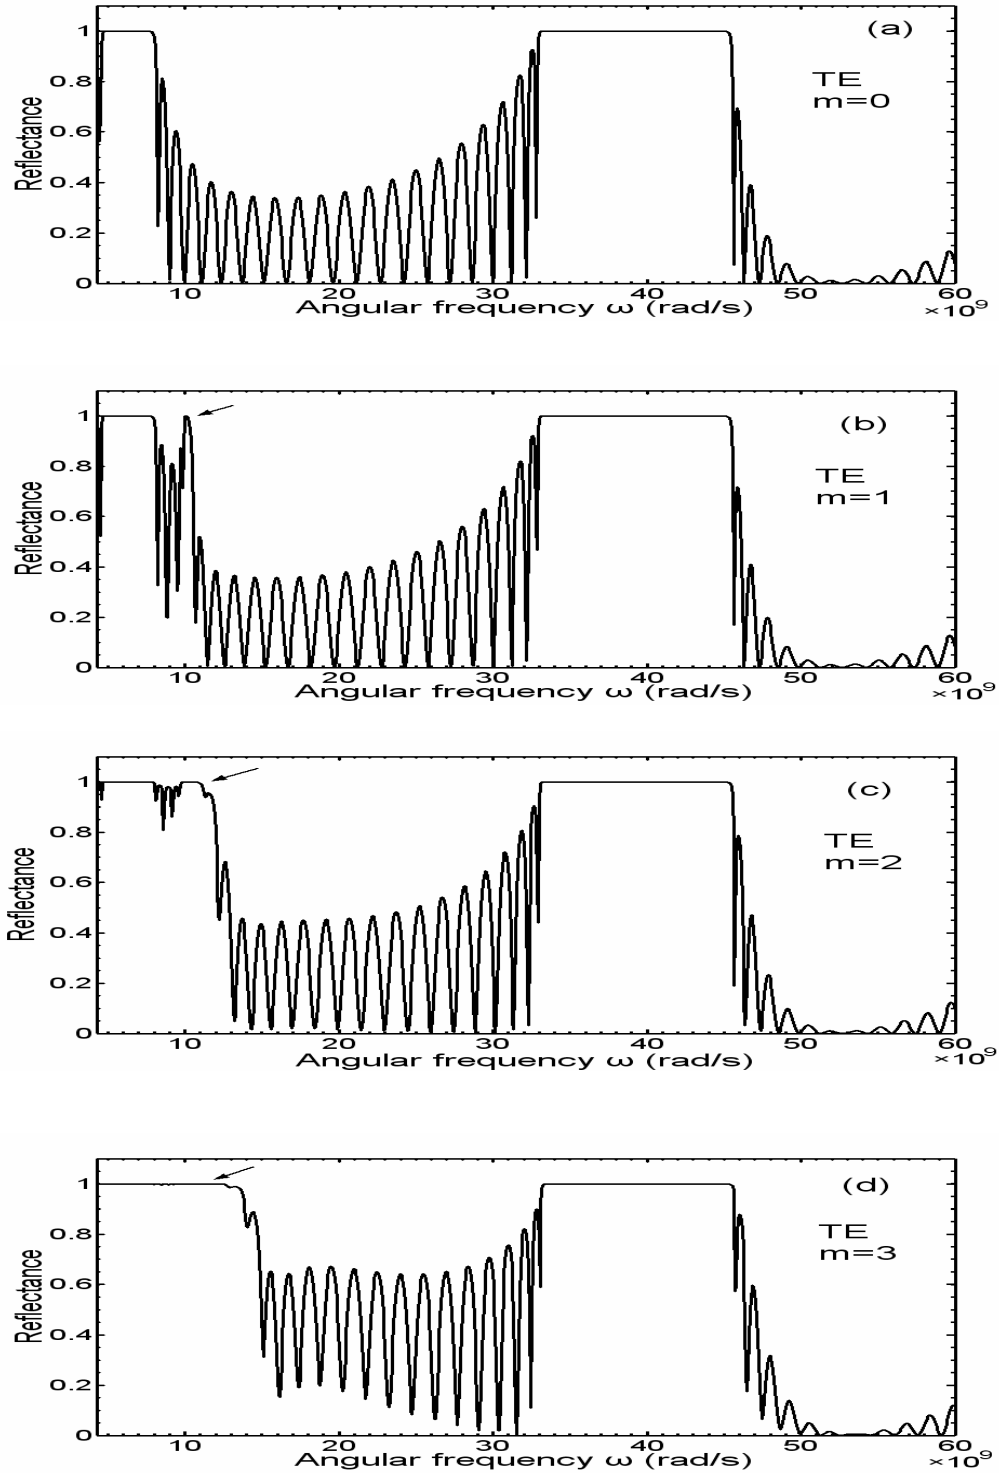 (a)
TE
m=0
Reflectance
1
0.8
0.6
0.4
0.2
0
10 20 30 40 50 60
Angular frequency ω (rad/s)
×10⁹
(b)
TE
m=1
Reflectance
1
0.8
0.6
0.4
0.2
0
10 20 30 40 50 60
Angular frequency ω (rad/s)
×10⁹
(c)
TE
m=2
Reflectance
1
0.8
0.6
0.4
0.2
0
10 20 30 40 50 60
Angular frequency ω (rad/s)
×10⁹
(d)
TE
m=3
Reflectance
1
0.8
0.6
0.4
0.2
0
10 20 30 40 50 60
Angular frequency ω (rad/s)
×10⁹